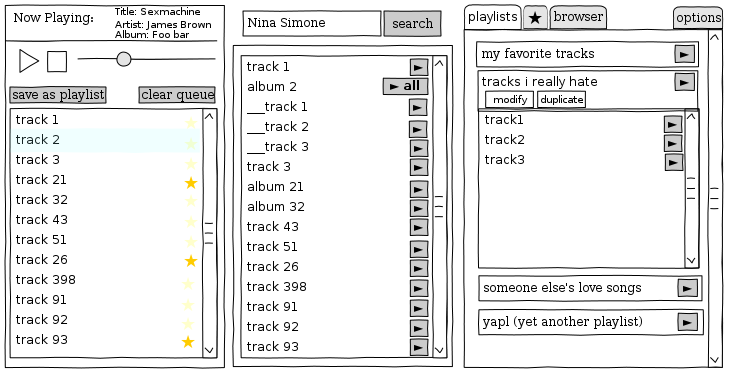 Now Playing:
Title: Sexmachine
Artist: James Brown
Album: Foo bar
save as playlist
clear queue
track 1
track 2
track 3
track 21
track 32
track 43
track 51
track 26
track 398
track 91
track 92
track 93
Nina Simone
search
track 1
album 2
all
___track 1
___track 2
___track 3
track 3
album 21
album 32
track 43
track 51
track 26
track 398
track 91
track 92
track 93
playlists
browser
options
my favorite tracks
tracks i really hate
modify
duplicate
track1
track2
track3
someone else's love songs
yapl (yet another playlist)